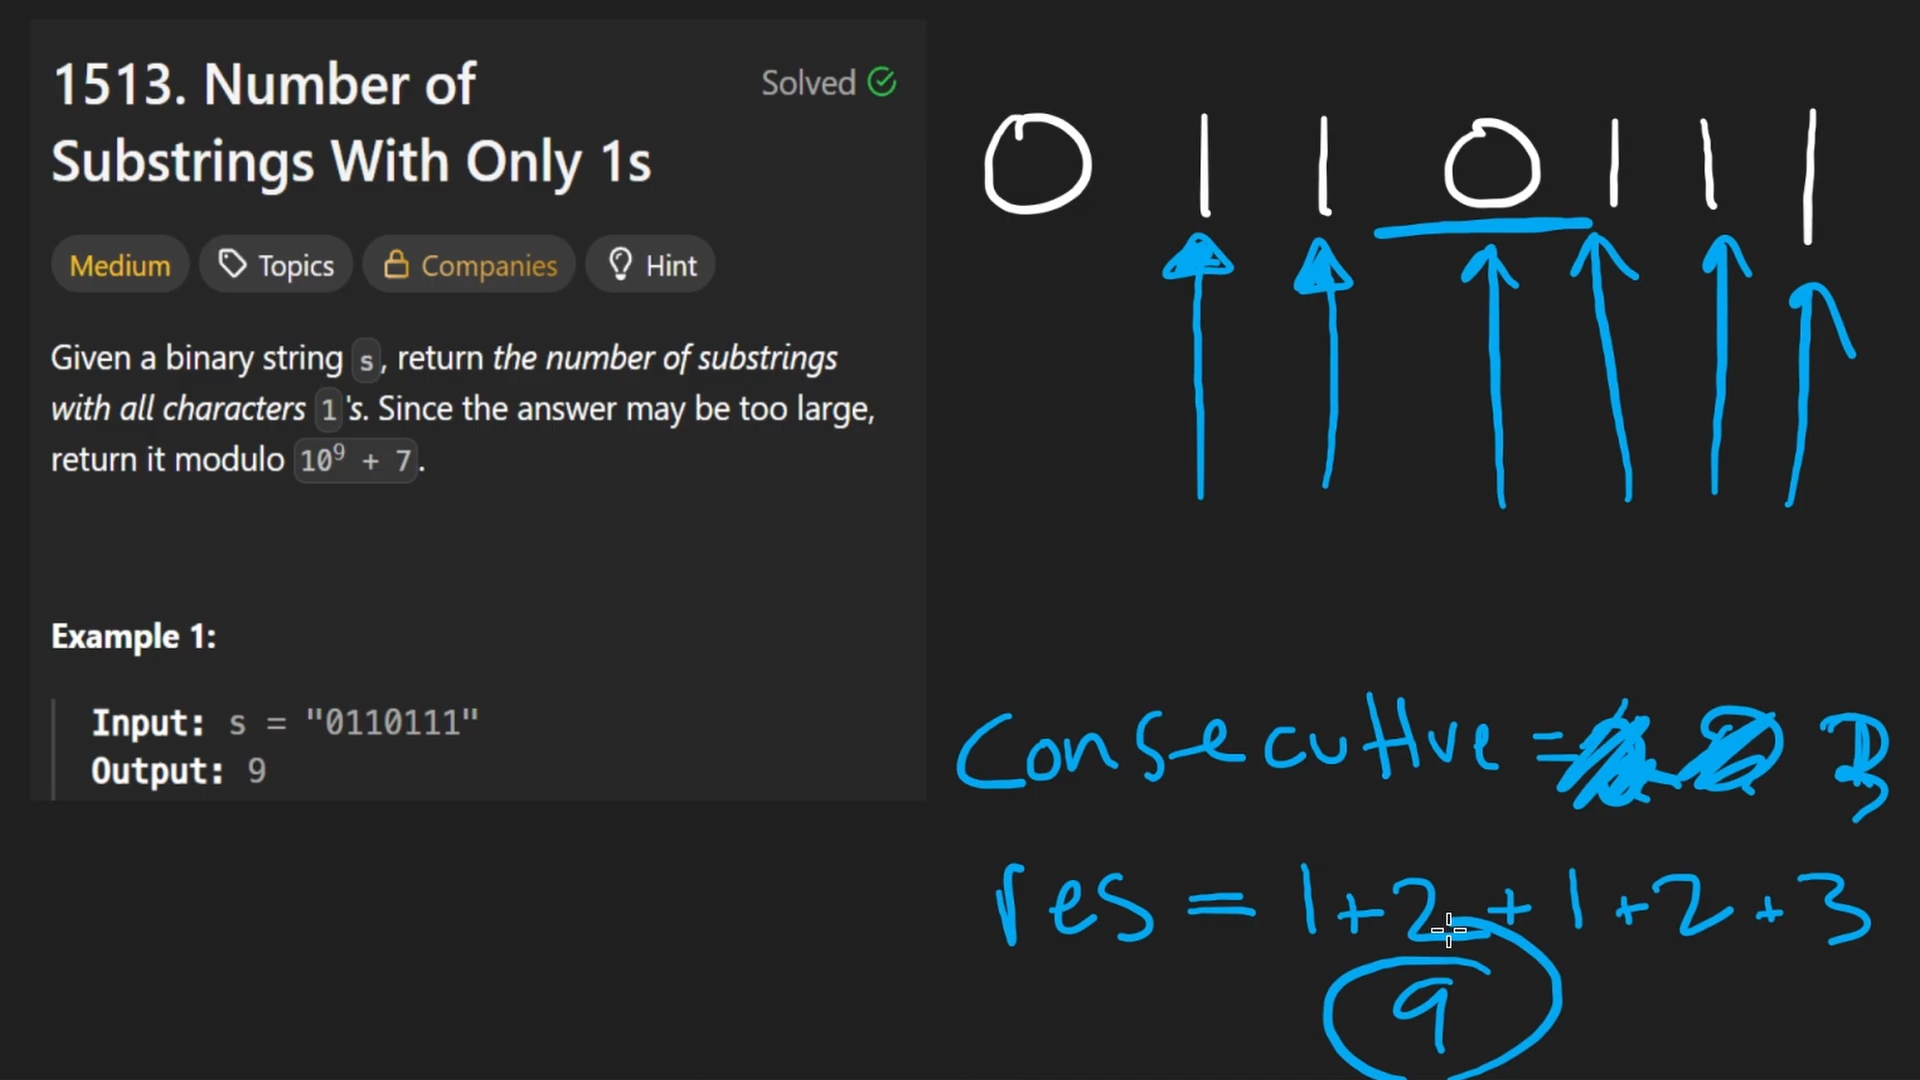 1513. Number of
Substrings With Only 1s
Solved
Medium
Topics
Companies
Hint
Given a binary string s, return the number of substrings
with all characters 1's. Since the answer may be too large,
return it modulo 10⁹ + 7.
Example 1:
Input: s = "0110111"
Output: 9
0 1 1 0 1 1 1
Consecutive =
res = 1+2+1+2+3
9